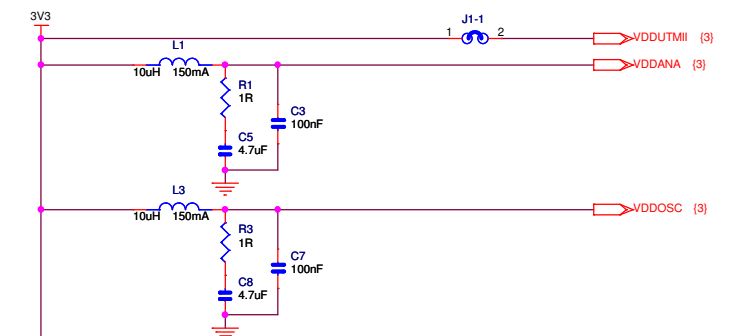 3V3
J1-1
1 2
VDDUTMII {3}
L1
VDDANA {3}
10uH 150mA
R1
1R
C3
100nF
C5
4.7uF
L3
VDDOSC {3}
10uH 150mA
R3
1R
C7
100nF
C8
4.7uF